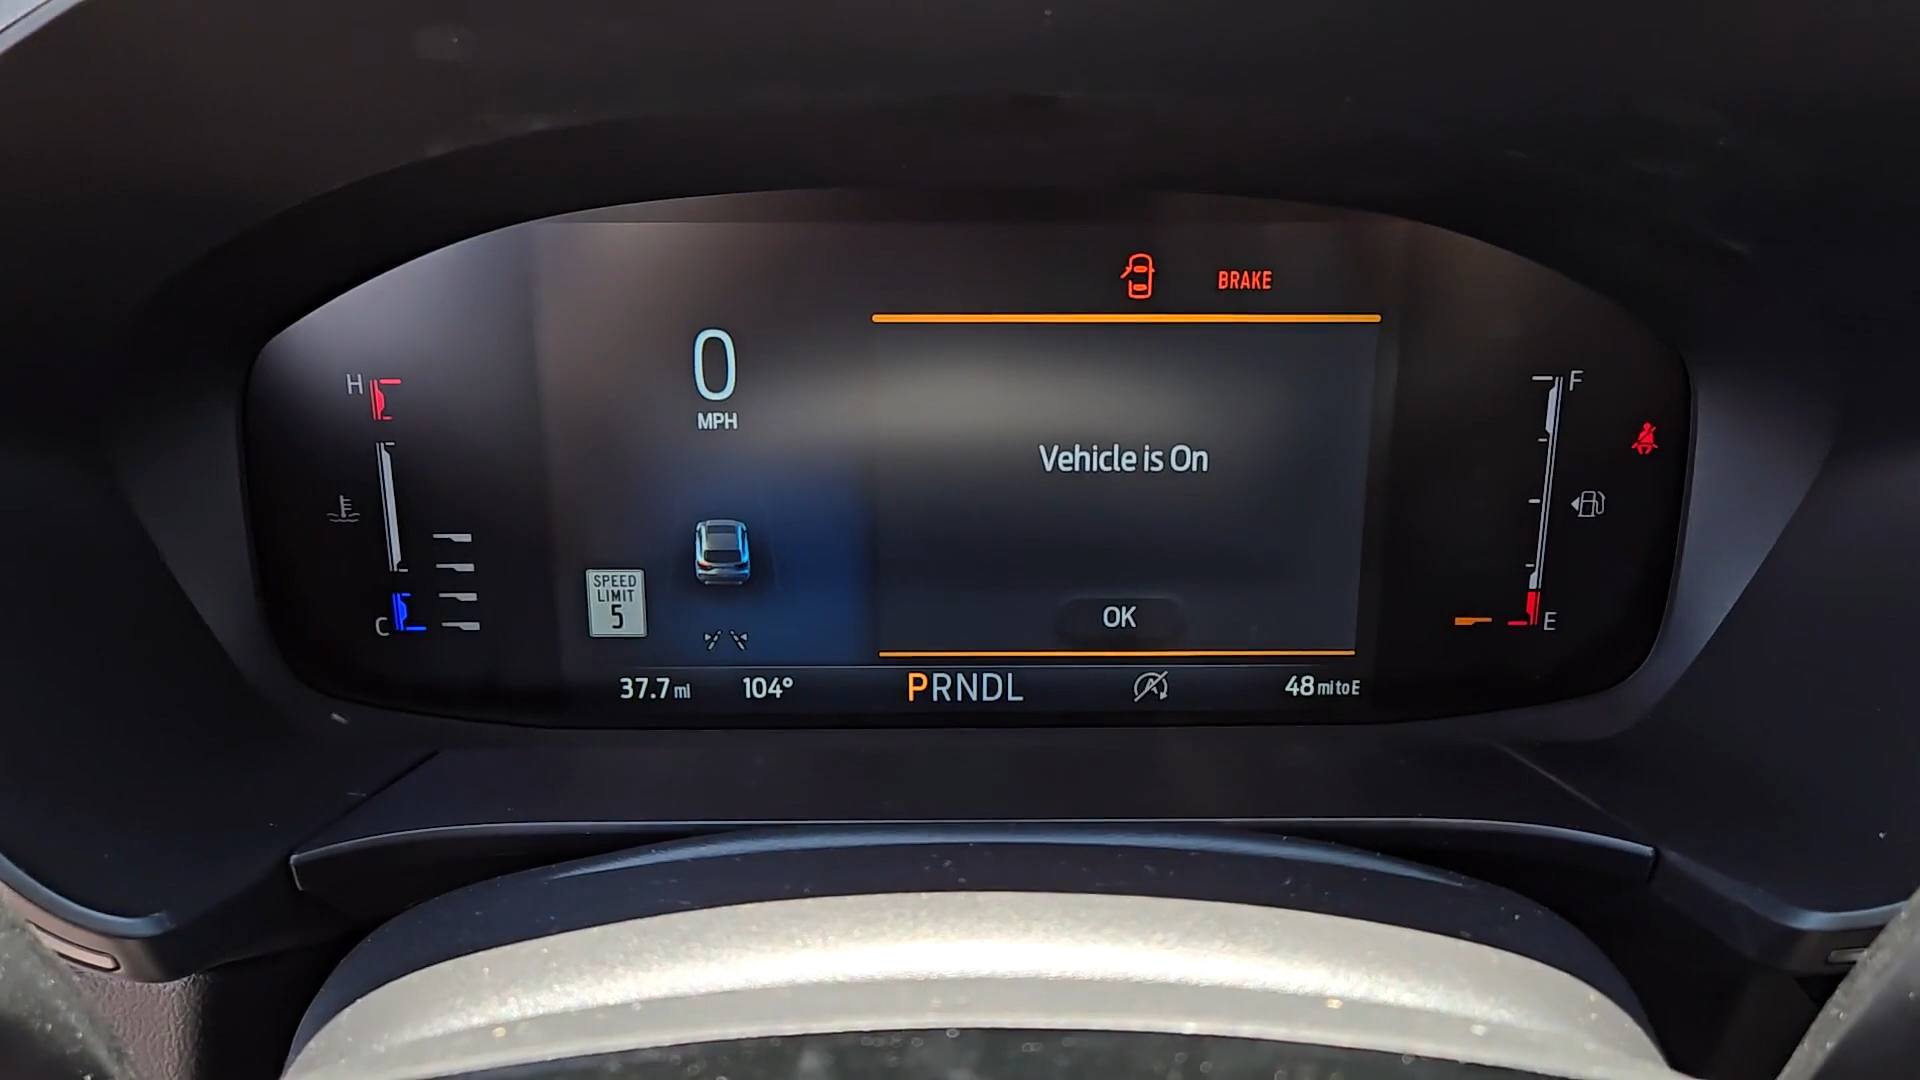 BRAKE
0
MPH
H
F
Vehicle is On
SPEED
LIMIT
5
OK
C
E
37.7 mi
104°
PRNDL
A
48 mi to E